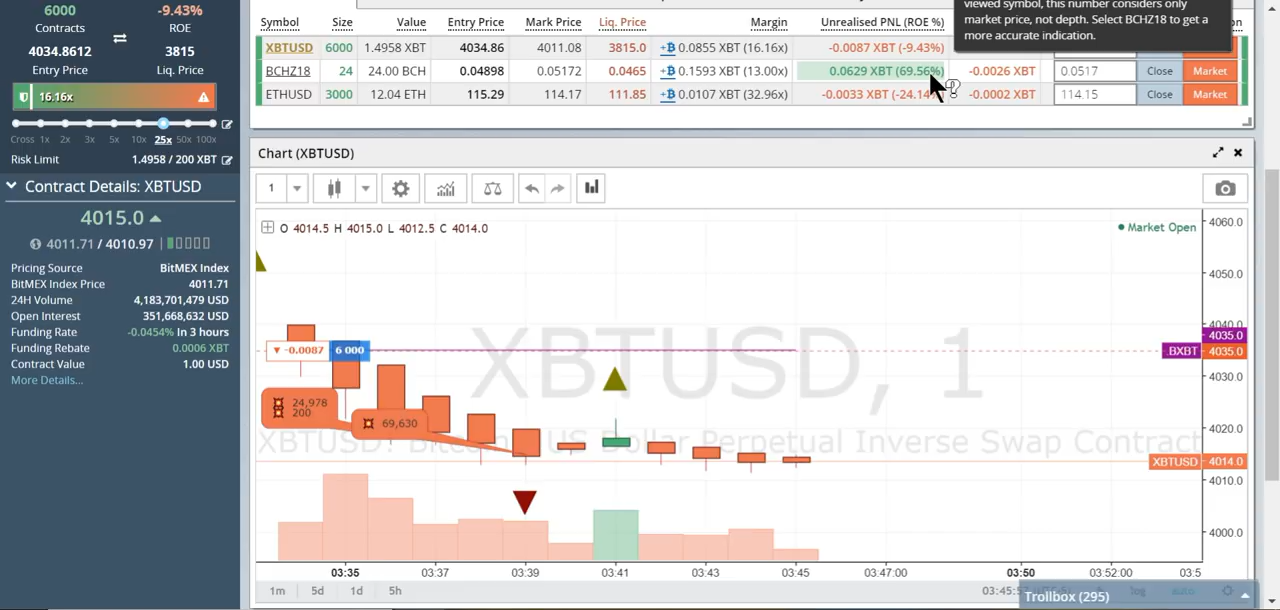 6000
-9.43%
Contracts
ROE
4034.8612
3815
Entry Price
Liq. Price
16.16x
Cross 1x 2x 3x 5x 10x 25x 50x 100x
Risk Limit 1.4958 / 200 XBT
Contract Details: XBTUSD
4015.0
4011.71 / 4010.97
Pricing Source BitMEX Index
BitMEX Index Price 4011.71
24H Volume 4,183,701,479 USD
Open Interest 351,668,632 USD
Funding Rate -0.0454% In 3 hours
Funding Rebate 0.0006 XBT
Contract Value 1.00 USD
More Details...
viewed symbol, this number considers only
market price, not depth. Select BCHZ18 to get a
more accurate indication.
Symbol Size Value Entry Price Mark Price Liq. Price Margin Unrealised PNL (ROE %)
XBTUSD 6000 1.4958 XBT 4034.86 4011.08 3815.0 0.0855 XBT (16.16x) -0.0087 XBT (-9.43%)
BCHZ18 24 24.00 BCH 0.04898 0.05172 0.0465 0.1593 XBT (13.00x) 0.0629 XBT (69.56%) -0.0026 XBT 0.0517 Close Market
ETHUSD 3000 12.04 ETH 115.29 114.17 111.85 0.0107 XBT (32.96x) -0.0033 XBT (-24.14 -0.0002 XBT 114.15 Close Market
Chart (XBTUSD)
1
O 4014.5 H 4015.0 L 4012.5 C 4014.0
Market Open
4060.0
4050.0
4040.0
4035.0
.BXBT 4035.0
4030.0
4020.0
XBTUSD 4014.0
4010.0
4000.0
-0.0087 6 000
24,978
200
69,630
XBTUSD, 1
XBTUSD: Bitcoin / US Dollar Perpetual Inverse Swap Contract
03:35 03:37 03:39 03:41 03:43 03:45 03:47:00 03:50 03:52:00 03:5
1m 5d 1d 5h
log auto
Trollbox (295)